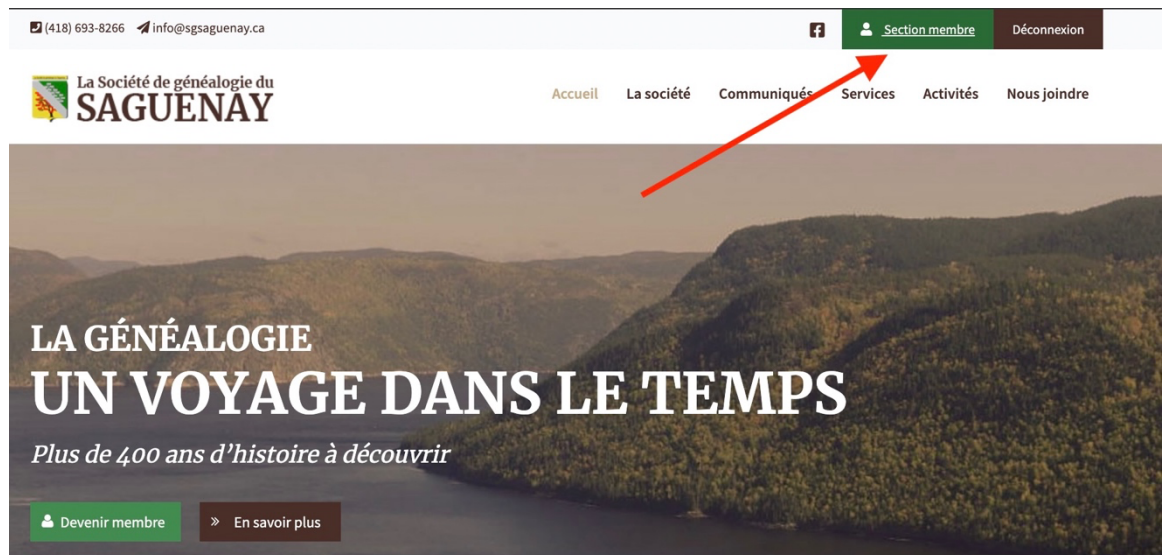 (418) 693-8266 info@sgsaguenay.ca
Section membre Déconnexion
La Société de généalogie du
SAGUENAY
Accueil La société Communiqués Services Activités Nous joindre
LA GÉNÉALOGIE
UN VOYAGE DANS LE TEMPS
Plus de 400 ans d’histoire à découvrir
Devenir membre » En savoir plus